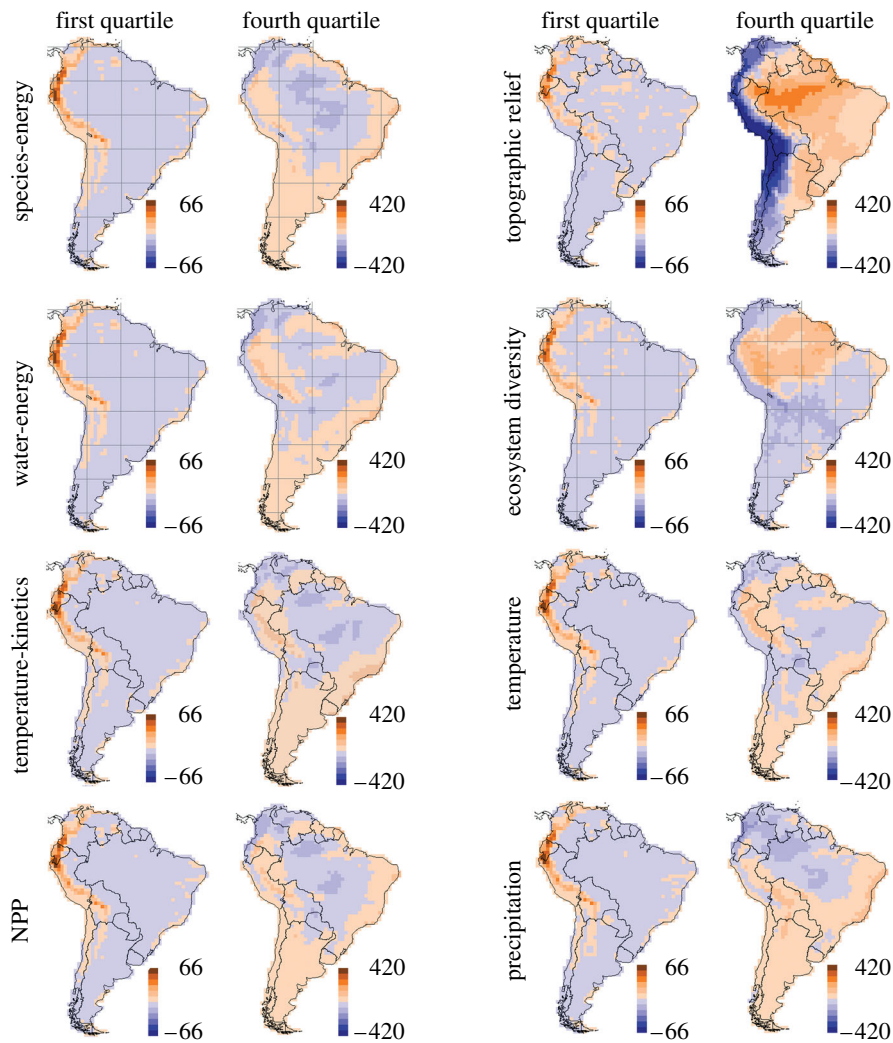 first quartile fourth quartile first quartile fourth quartile
species-energy 66 −66 420 −420
topographic relief 66 −66 420 −420
water-energy 66 −66 420 −420
ecosystem diversity 66 −66 420 −420
temperature-kinetics 66 −66 420 −420
temperature 66 −66 420 −420
NPP 66 −66 420 −420
precipitation 66 −66 420 −420